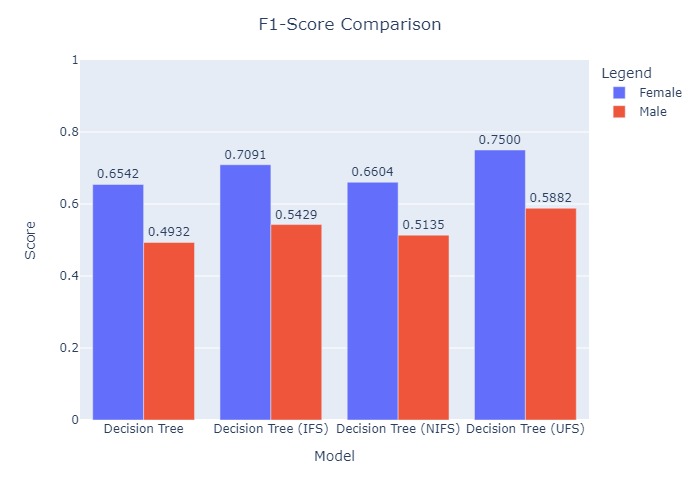 F1-Score Comparison
Legend
Female
Male
Score
1
0.8
0.6
0.4
0.2
0
0.6542
0.4932
0.7091
0.5429
0.6604
0.5135
0.7500
0.5882
Decision Tree
Decision Tree (IFS)
Decision Tree (NIFS)
Decision Tree (UFS)
Model